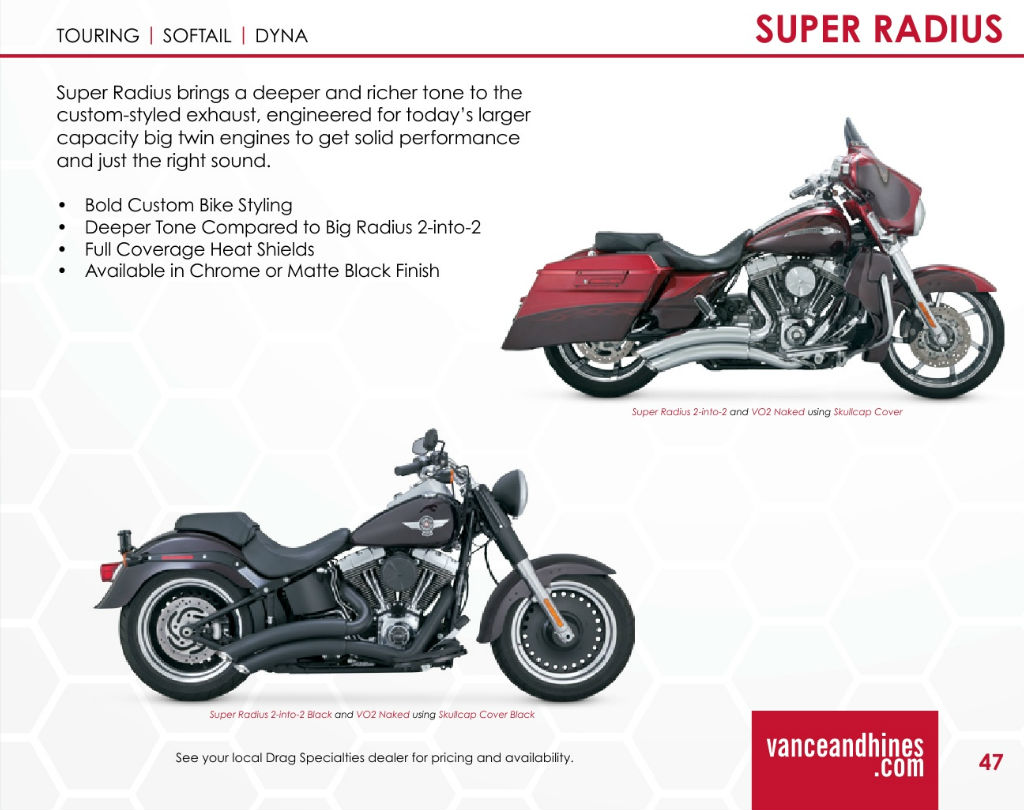 TOURING | SOFTAIL | DYNA
SUPER RADIUS
Super Radius brings a deeper and richer tone to the
custom-styled exhaust, engineered for today’s larger
capacity big twin engines to get solid performance
and just the right sound.
• Bold Custom Bike Styling
• Deeper Tone Compared to Big Radius 2-into-2
• Full Coverage Heat Shields
• Available in Chrome or Matte Black Finish
Super Radius 2-into-2 and VO2 Naked using Skullcap Cover
Super Radius 2-into-2 Black and VO2 Naked using Skullcap Cover Black
See your local Drag Specialties dealer for pricing and availability.
vanceandhines
.com
47